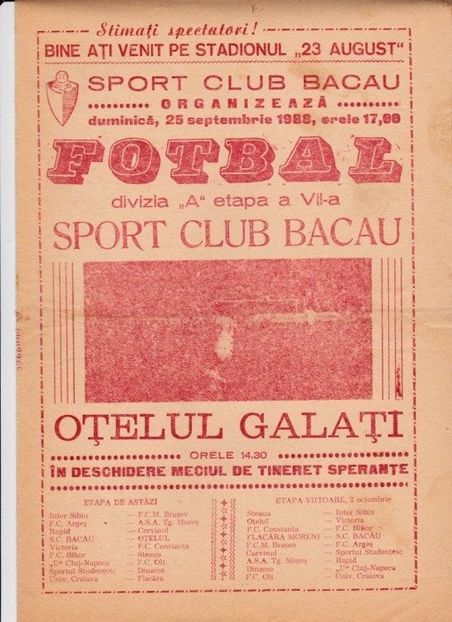 Stimați spectatori!
BINE AȚI VENIT PE STADIONUL „23 AUGUST“
SPORT CLUB BACAU
ORGANIZEAZĂ
duminică, 25 septembrie 1988, orele 17,00
FOTBAL
divizia „A“ etapa a VII-a
SPORT CLUB BACAU
OȚELUL GALAȚI
ORELE 14,30
ÎN DESCHIDERE MECIUL DE TINERET SPERANȚE
ETAPA DE ASTĂZI
Inter Sibiu — F.C.M. Brașov
F.C. Argeș — A.S.A. Tg. Mureș
Rapid — Corvinul
S.C. BACĂU — OȚELUL
Victoria — F.C. Constanța
F.C. Bihor — Steaua
„U“ Cluj-Napoca — F.C. Olt
Sportul Studențesc — Dinamo
Univ. Craiova — Flacăra
ETAPA VIITOARE, 2 octombrie
Steaua — Inter Sibiu
Oțelul — Victoria
F.C. Constanța — F.C. Bihor
FLACĂRA MORENI — S.C. BACĂU
F.C.M. Brașov — F.C. Argeș
Corvinul — Sportul Studențesc
A.S.A. Tg. Mureș — Rapid
Dinamo — „U“ Cluj-Napoca
F.C. Olt — Univ. Craiova